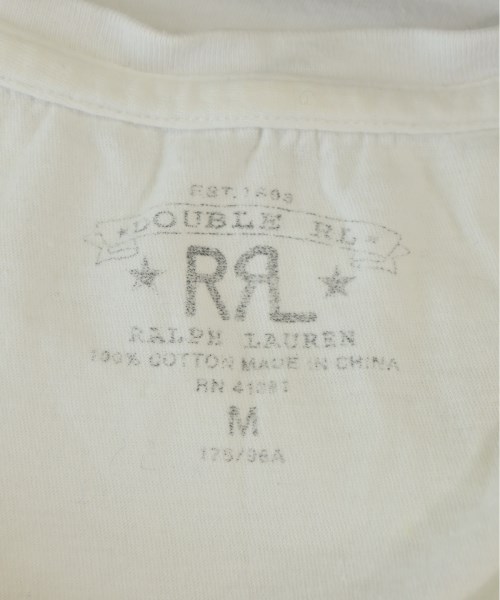 EST. 1993
★DOUBLE RL★
★ RRL ★
RALPH LAUREN
100% COTTON MADE IN CHINA
RN 41381
M
175/96A